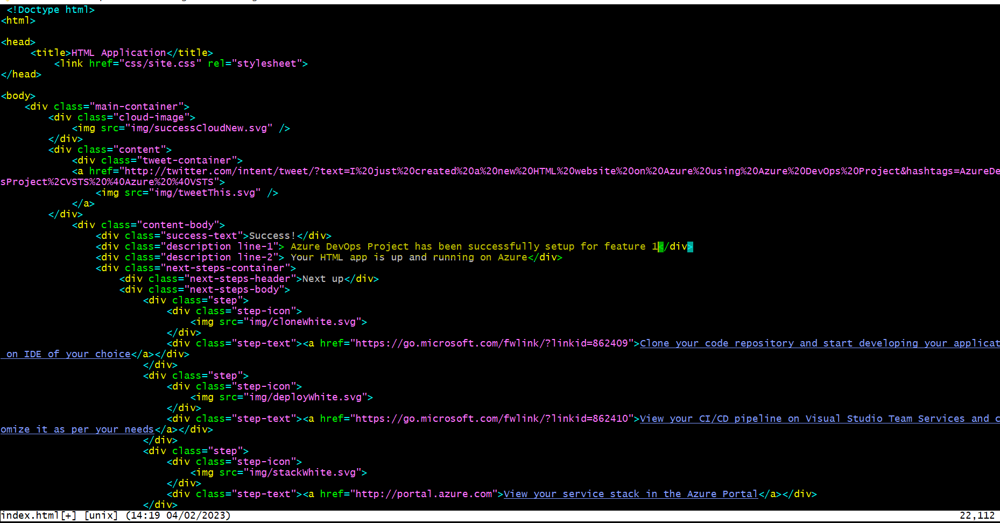 <!Doctype html>
<html>
<head>
<title>HTML Application</title>
<link href="css/site.css" rel="stylesheet">
</head>
<body>
<div class="main-container">
<div class="cloud-image">
<img src="img/successCloudNew.svg" />
</div>
<div class="content">
<div class="tweet-container">
<a href="http://twitter.com/intent/tweet/?text=I%20just%20created%20a%20new%20HTML%20website%20on%20Azure%20using%20Azure%20DevOps%20Project&hashtags=AzureDe
sProject%2CVSTS%20%40Azure%20%40VSTS">
<img src="img/tweetThis.svg" />
</a>
</div>
<div class="content-body">
<div class="success-text">Success!</div>
<div class="description line-1"> Azure DevOps Project has been successfully setup for feature 1</div>
<div class="description line-2"> Your HTML app is up and running on Azure</div>
<div class="next-steps-container">
<div class="next-steps-header">Next up</div>
<div class="next-steps-body">
<div class="step">
<div class="step-icon">
<img src="img/cloneWhite.svg">
</div>
<div class="step-text"><a href="https://go.microsoft.com/fwlink/?linkid=862409">Clone your code repository and start developing your applicat
on IDE of your choice</a></div>
</div>
<div class="step">
<div class="step-icon">
<img src="img/deployWhite.svg">
</div>
<div class="step-text"><a href="https://go.microsoft.com/fwlink/?linkid=862410">View your CI/CD pipeline on Visual Studio Team Services and c
omize it as per your needs</a></div>
</div>
<div class="step">
<div class="step-icon">
<img src="img/stackWhite.svg">
</div>
<div class="step-text"><a href="http://portal.azure.com">View your service stack in the Azure Portal</a></div>
</div>
index.html[+] [unix] (14:19 04/02/2023) 22,112